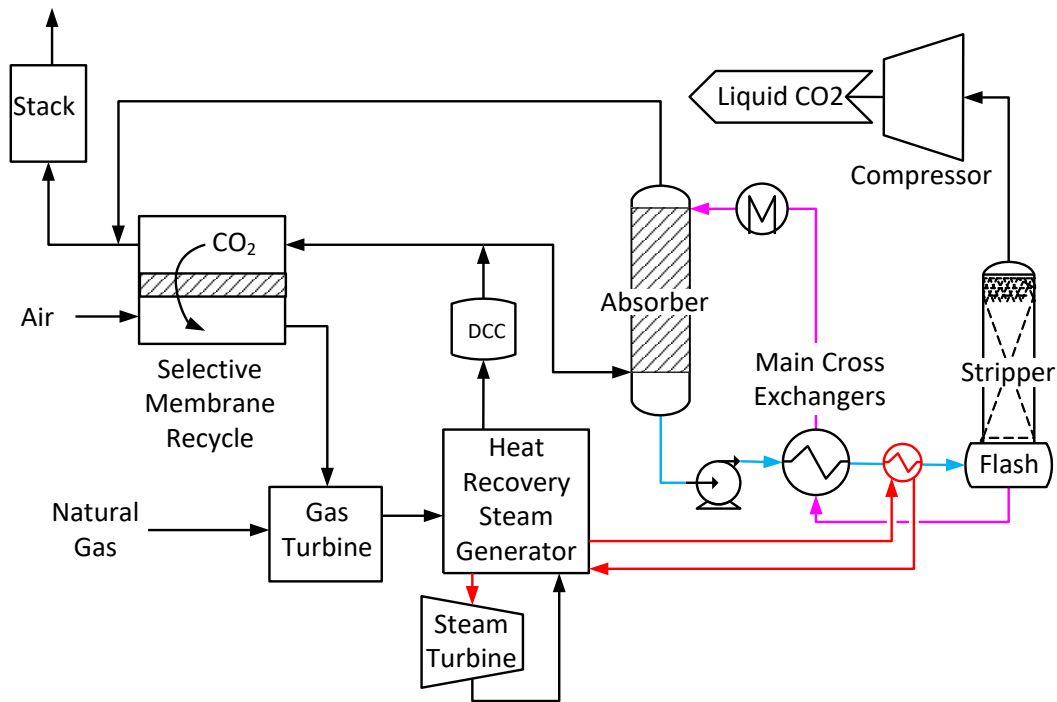 Stack
Liquid CO2
Compressor
CO2
Air
Selective
Membrane
Recycle
DCC
Absorber
Main Cross
Exchangers
Stripper
Flash
Heat
Recovery
Steam
Generator
Natural
Gas
Gas
Turbine
Steam
Turbine